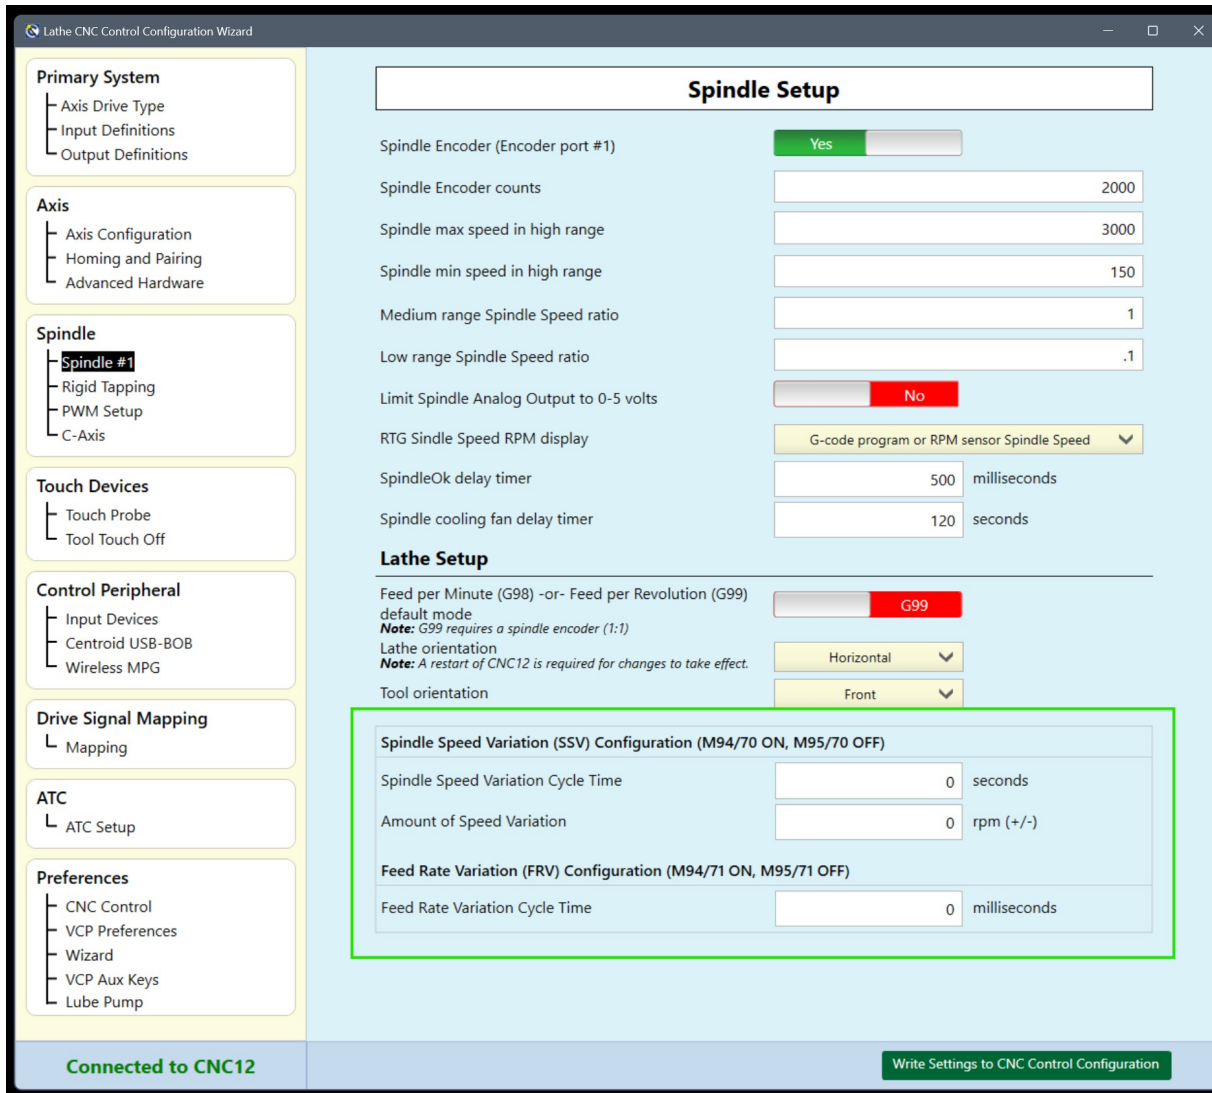 Lathe CNC Control Configuration Wizard
Primary System
Axis Drive Type
Input Definitions
Output Definitions
Axis
Axis Configuration
Homing and Pairing
Advanced Hardware
Spindle
Spindle #1
Rigid Tapping
PWM Setup
C-Axis
Touch Devices
Touch Probe
Tool Touch Off
Control Peripheral
Input Devices
Centroid USB-BOB
Wireless MPG
Drive Signal Mapping
Mapping
ATC
ATC Setup
Preferences
CNC Control
VCP Preferences
Wizard
VCP Aux Keys
Lube Pump
Connected to CNC12
Spindle Setup
Spindle Encoder (Encoder port #1) Yes
Spindle Encoder counts 2000
Spindle max speed in high range 3000
Spindle min speed in high range 150
Medium range Spindle Speed ratio 1
Low range Spindle Speed ratio .1
Limit Spindle Analog Output to 0-5 volts No
RTG Sindle Speed RPM display G-code program or RPM sensor Spindle Speed
SpindleOk delay timer 500 milliseconds
Spindle cooling fan delay timer 120 seconds
Lathe Setup
Feed per Minute (G98) -or- Feed per Revolution (G99)
default mode G99
Note: G99 requires a spindle encoder (1:1)
Lathe orientation Horizontal
Note: A restart of CNC12 is required for changes to take effect.
Tool orientation Front
Spindle Speed Variation (SSV) Configuration (M94/70 ON, M95/70 OFF)
Spindle Speed Variation Cycle Time 0 seconds
Amount of Speed Variation 0 rpm (+/-)
Feed Rate Variation (FRV) Configuration (M94/71 ON, M95/71 OFF)
Feed Rate Variation Cycle Time 0 milliseconds
Write Settings to CNC Control Configuration